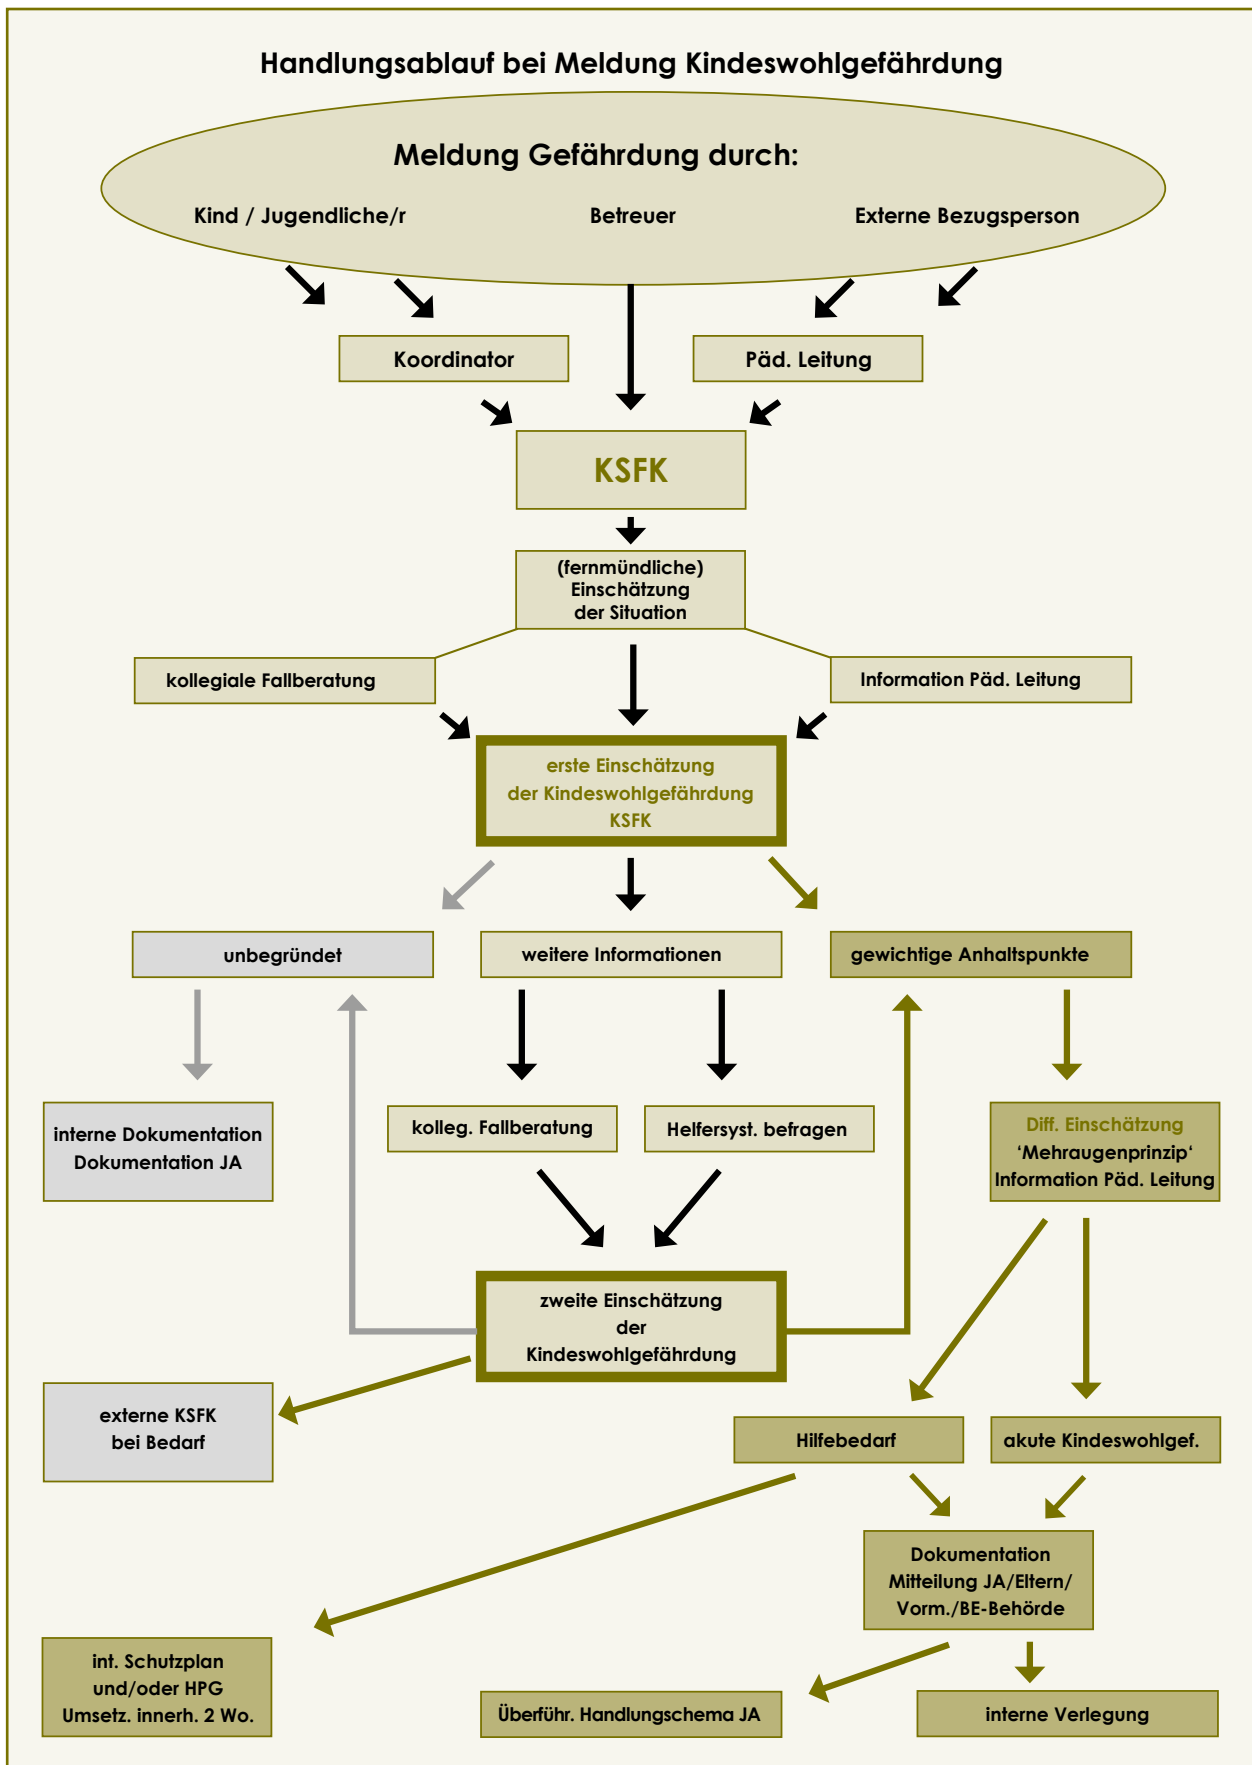 Handlungsablauf bei Meldung Kindeswohlgefährdung
Meldung Gefährdung durch:
Kind / Jugendliche/r
Betreuer
Externe Bezugsperson
Koordinator
Päd. Leitung
KSFK
(fernmündliche)
Einschätzung
der Situation
kollegiale Fallberatung
Information Päd. Leitung
erste Einschätzung
der Kindeswohlgefährdung
KSFK
unbegründet
weitere Informationen
gewichtige Anhaltspunkte
interne Dokumentation
Dokumentation JA
kolleg. Fallberatung
Helfersyst. befragen
Diff. Einschätzung
‘Mehraugenprinzip‘
Information Päd. Leitung
zweite Einschätzung
der
Kindeswohlgefährdung
externe KSFK
bei Bedarf
Hilfebedarf
akute Kindeswohlgef.
Dokumentation
Mitteilung JA/Eltern/
Vorm./BE-Behörde
int. Schutzplan
und/oder HPG
Umsetz. innerh. 2 Wo.
Überführ. Handlungschema JA
interne Verlegung